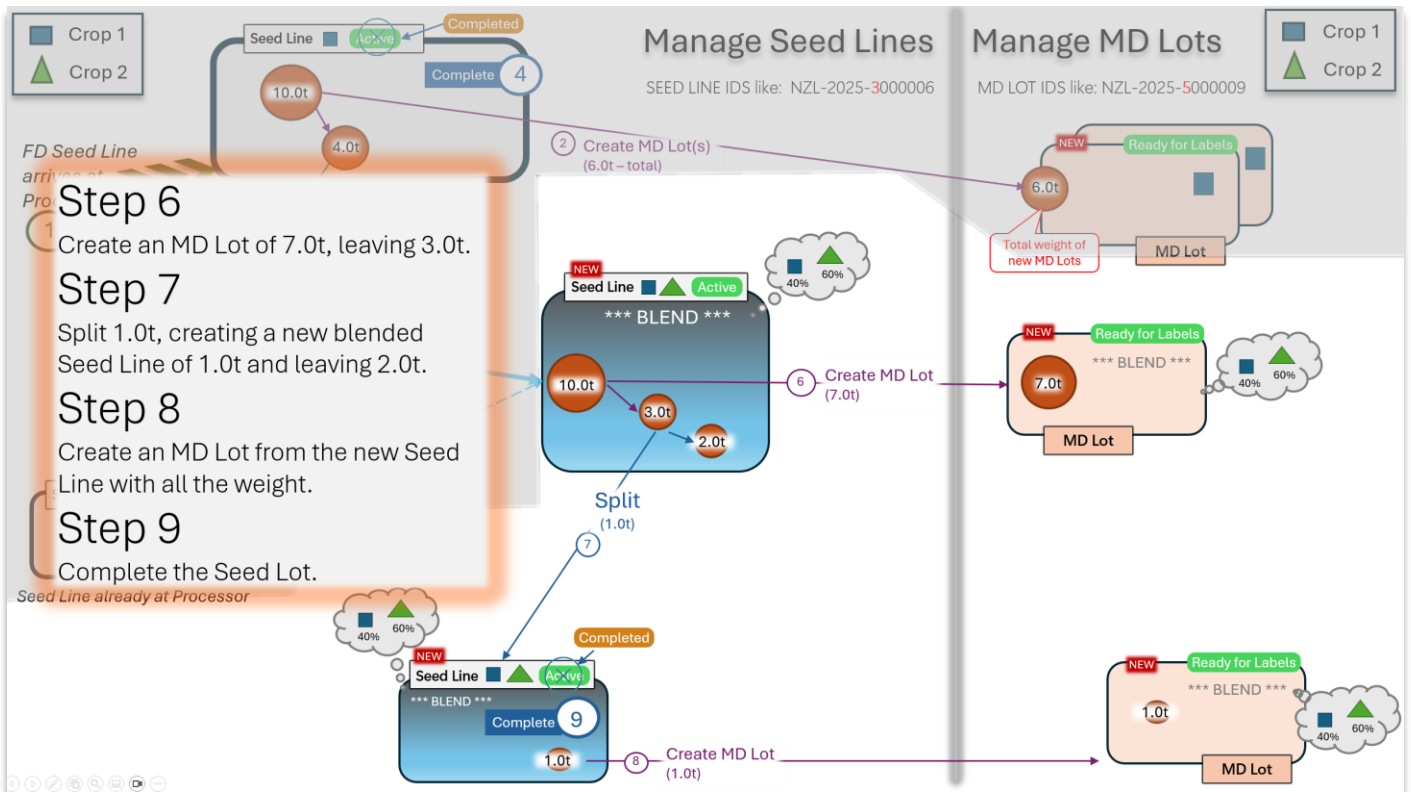 Crop 1
Crop 2
Seed Line
Active
Completed
Complete
4
10.0t
4.0t
FD Seed Line
arrives at
1
Manage Seed Lines
SEED LINE IDS like: NZL-2025-3000006
Manage MD Lots
MD LOT IDS like: NZL-2025-5000009
Crop 1
Crop 2
2
Create MD Lot(s)
(6.0t – total)
NEW
Ready for Labels
6.0t
Total weight of
new MD Lots
MD Lot
Step 6
Create an MD Lot of 7.0t, leaving 3.0t.
Step 7
Split 1.0t, creating a new blended
Seed Line of 1.0t and leaving 2.0t.
Step 8
Create an MD Lot from the new Seed
Line with all the weight.
Step 9
Complete the Seed Lot.
Seed Line already at Processor
NEW
Seed Line
Active
40%
60%
*** BLEND ***
10.0t
3.0t
2.0t
6
Create MD Lot
(7.0t)
NEW
Ready for Labels
*** BLEND ***
7.0t
MD Lot
40%
60%
Split
(1.0t)
7
40%
60%
Completed
NEW
Seed Line
Active
*** BLEND ***
Complete
9
1.0t
8
Create MD Lot
(1.0t)
NEW
Ready for Labels
*** BLEND ***
1.0t
MD Lot
40%
60%